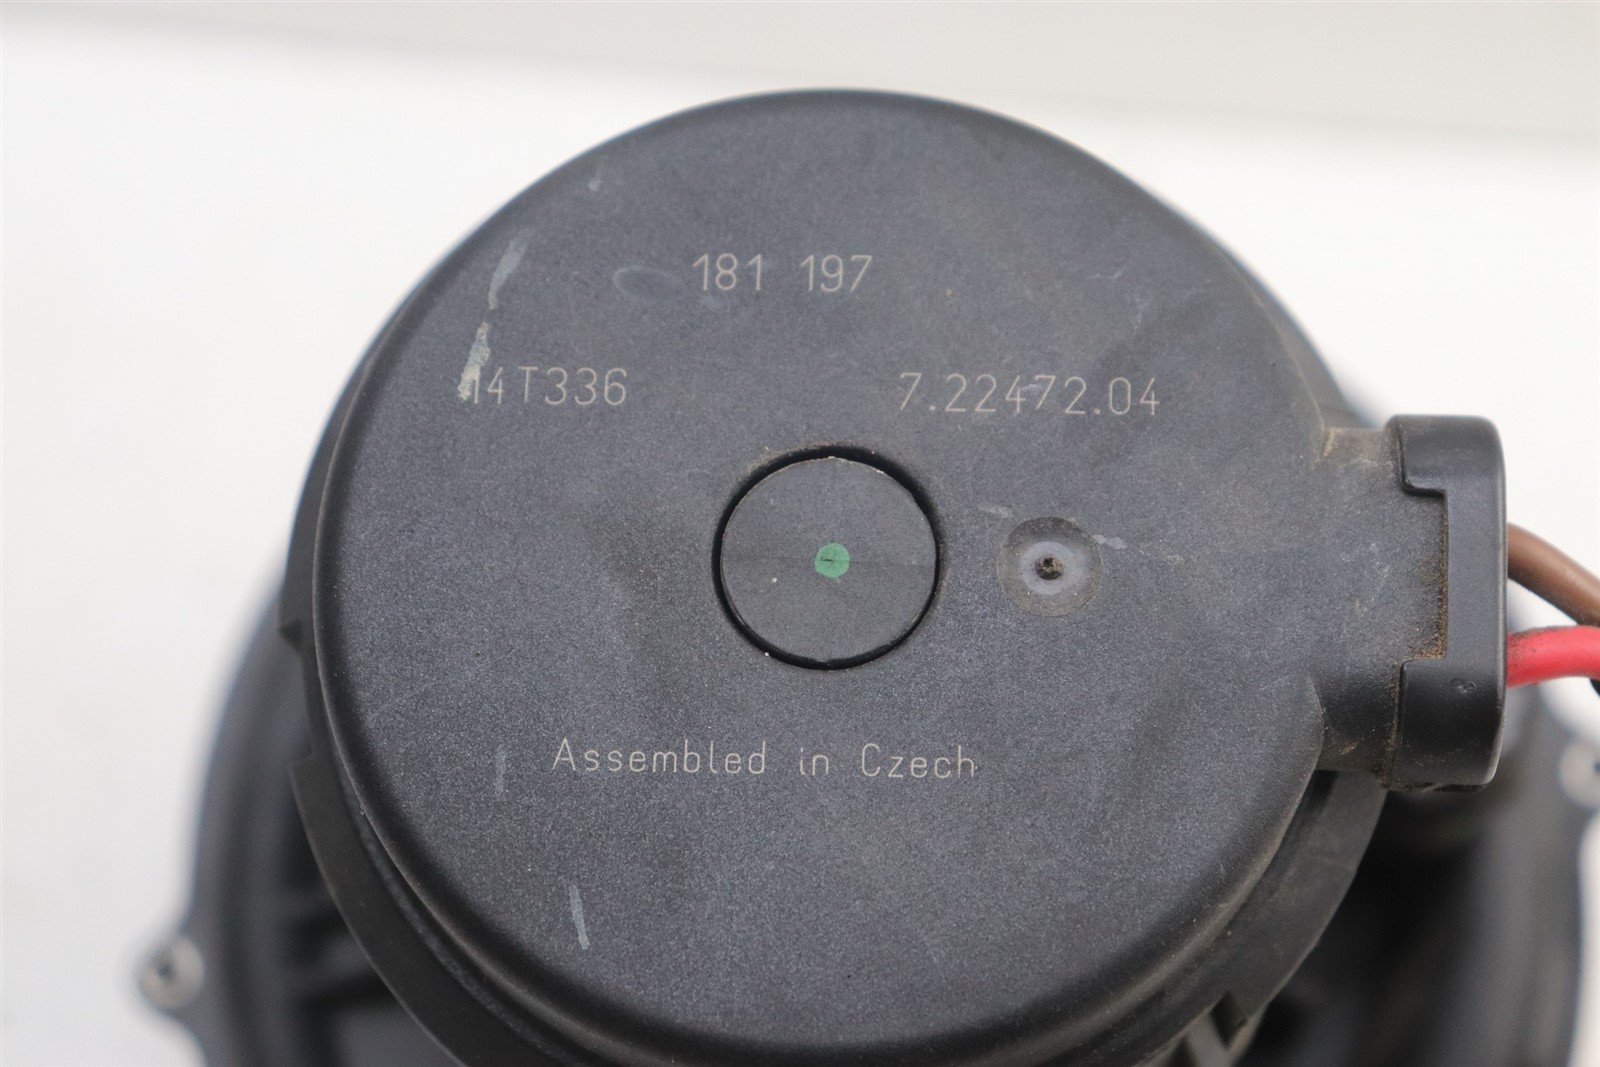 181 197
14T336 7.22472.04
Assembled in Czech